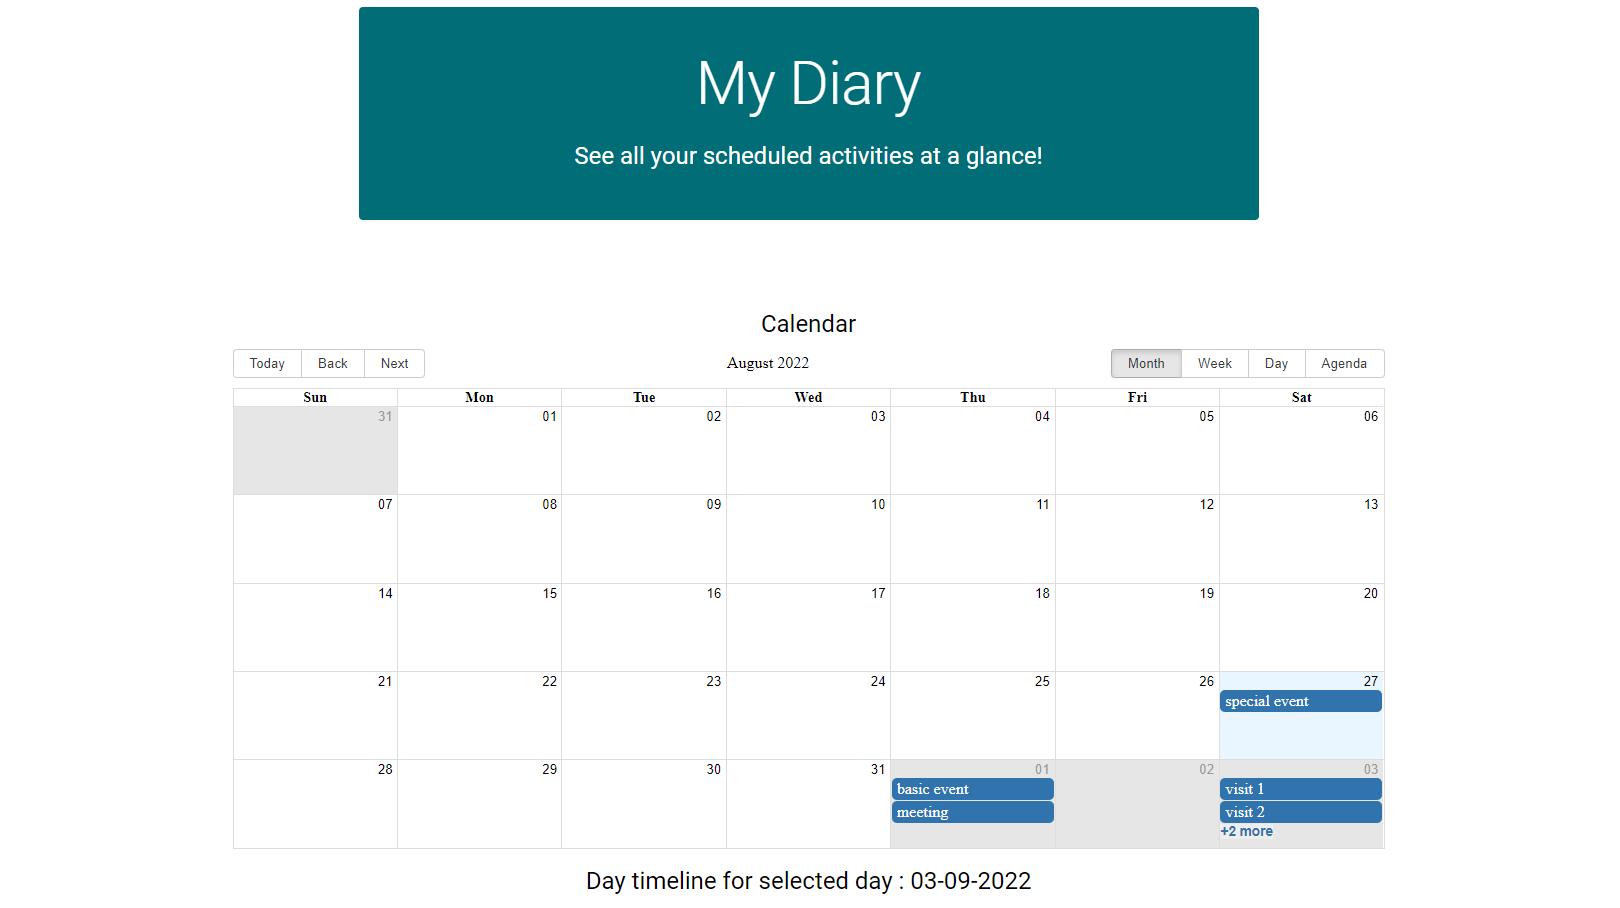 My Diary
See all your scheduled activities at a glance!
Calendar
Today Back Next August 2022 Month Week Day Agenda
Sun Mon Tue Wed Thu Fri Sat
31 01 02 03 04 05 06
07 08 09 10 11 12 13
14 15 16 17 18 19 20
21 22 23 24 25 26 27
special event
28 29 30 31 01 02 03
basic event visit 1
meeting visit 2
+2 more
Day timeline for selected day : 03-09-2022